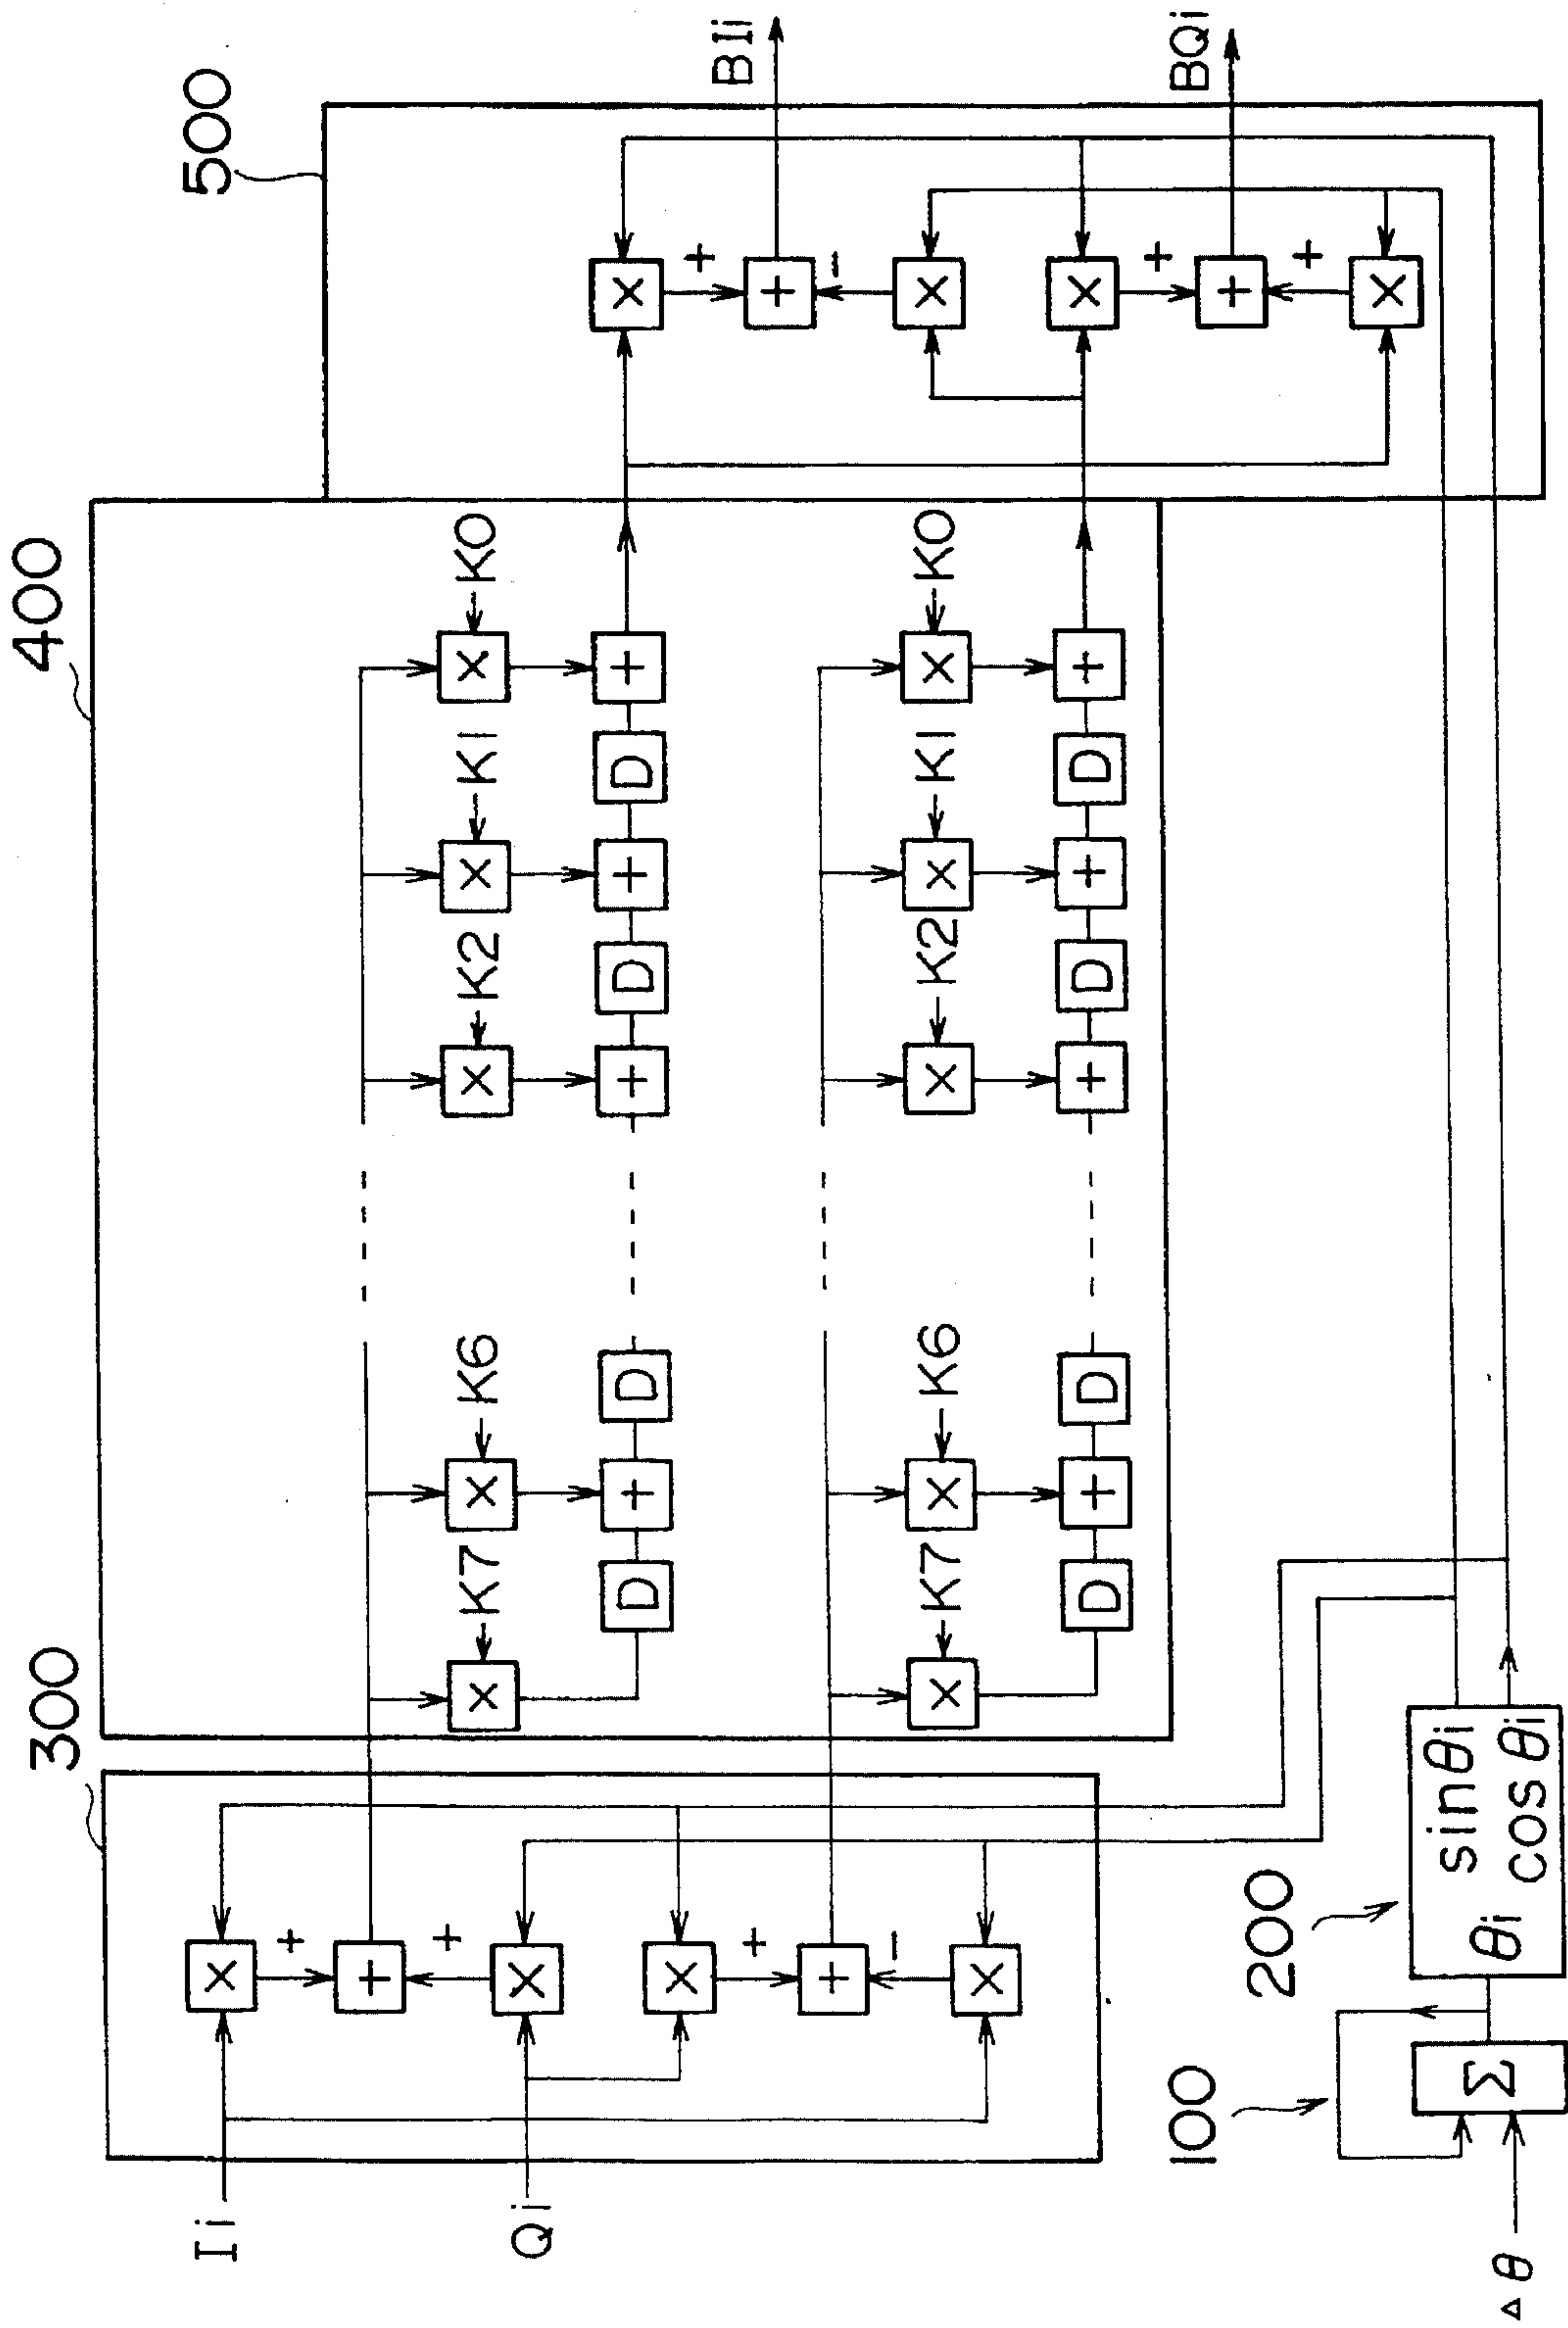 300
400
500
Ii
Qi
+
+
+
−
K7
K6
K2
K1
K0
D
D
D
D
K7
K6
K2
K1
K0
D
D
D
D
+
−
+
+
BIi
BQi
100
200
Δθ
Σ
θi
sinθi
cosθi